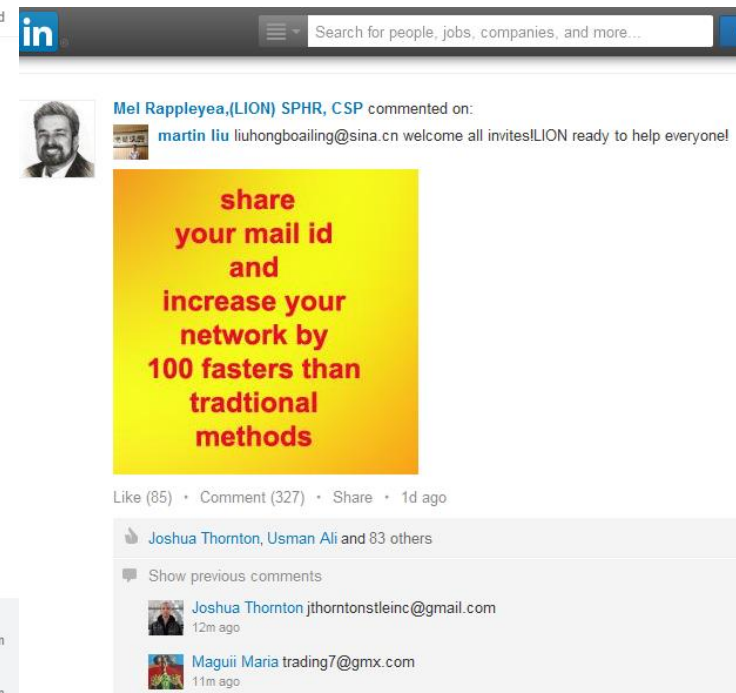 in
Search for people, jobs, companies, and more...
Mel Rappleyea,(LION) SPHR, CSP commented on:
martin liu liuhongboailing@sina.cn welcome all invites!LION ready to help everyone!
share
your mail id
and
increase your
network by
100 fasters than
tradtional
methods
Like (85) • Comment (327) • Share • 1d ago
Joshua Thornton, Usman Ali and 83 others
Show previous comments
Joshua Thornton jthorntonstleinc@gmail.com
12m ago
Maguii Maria trading7@gmx.com
11m ago